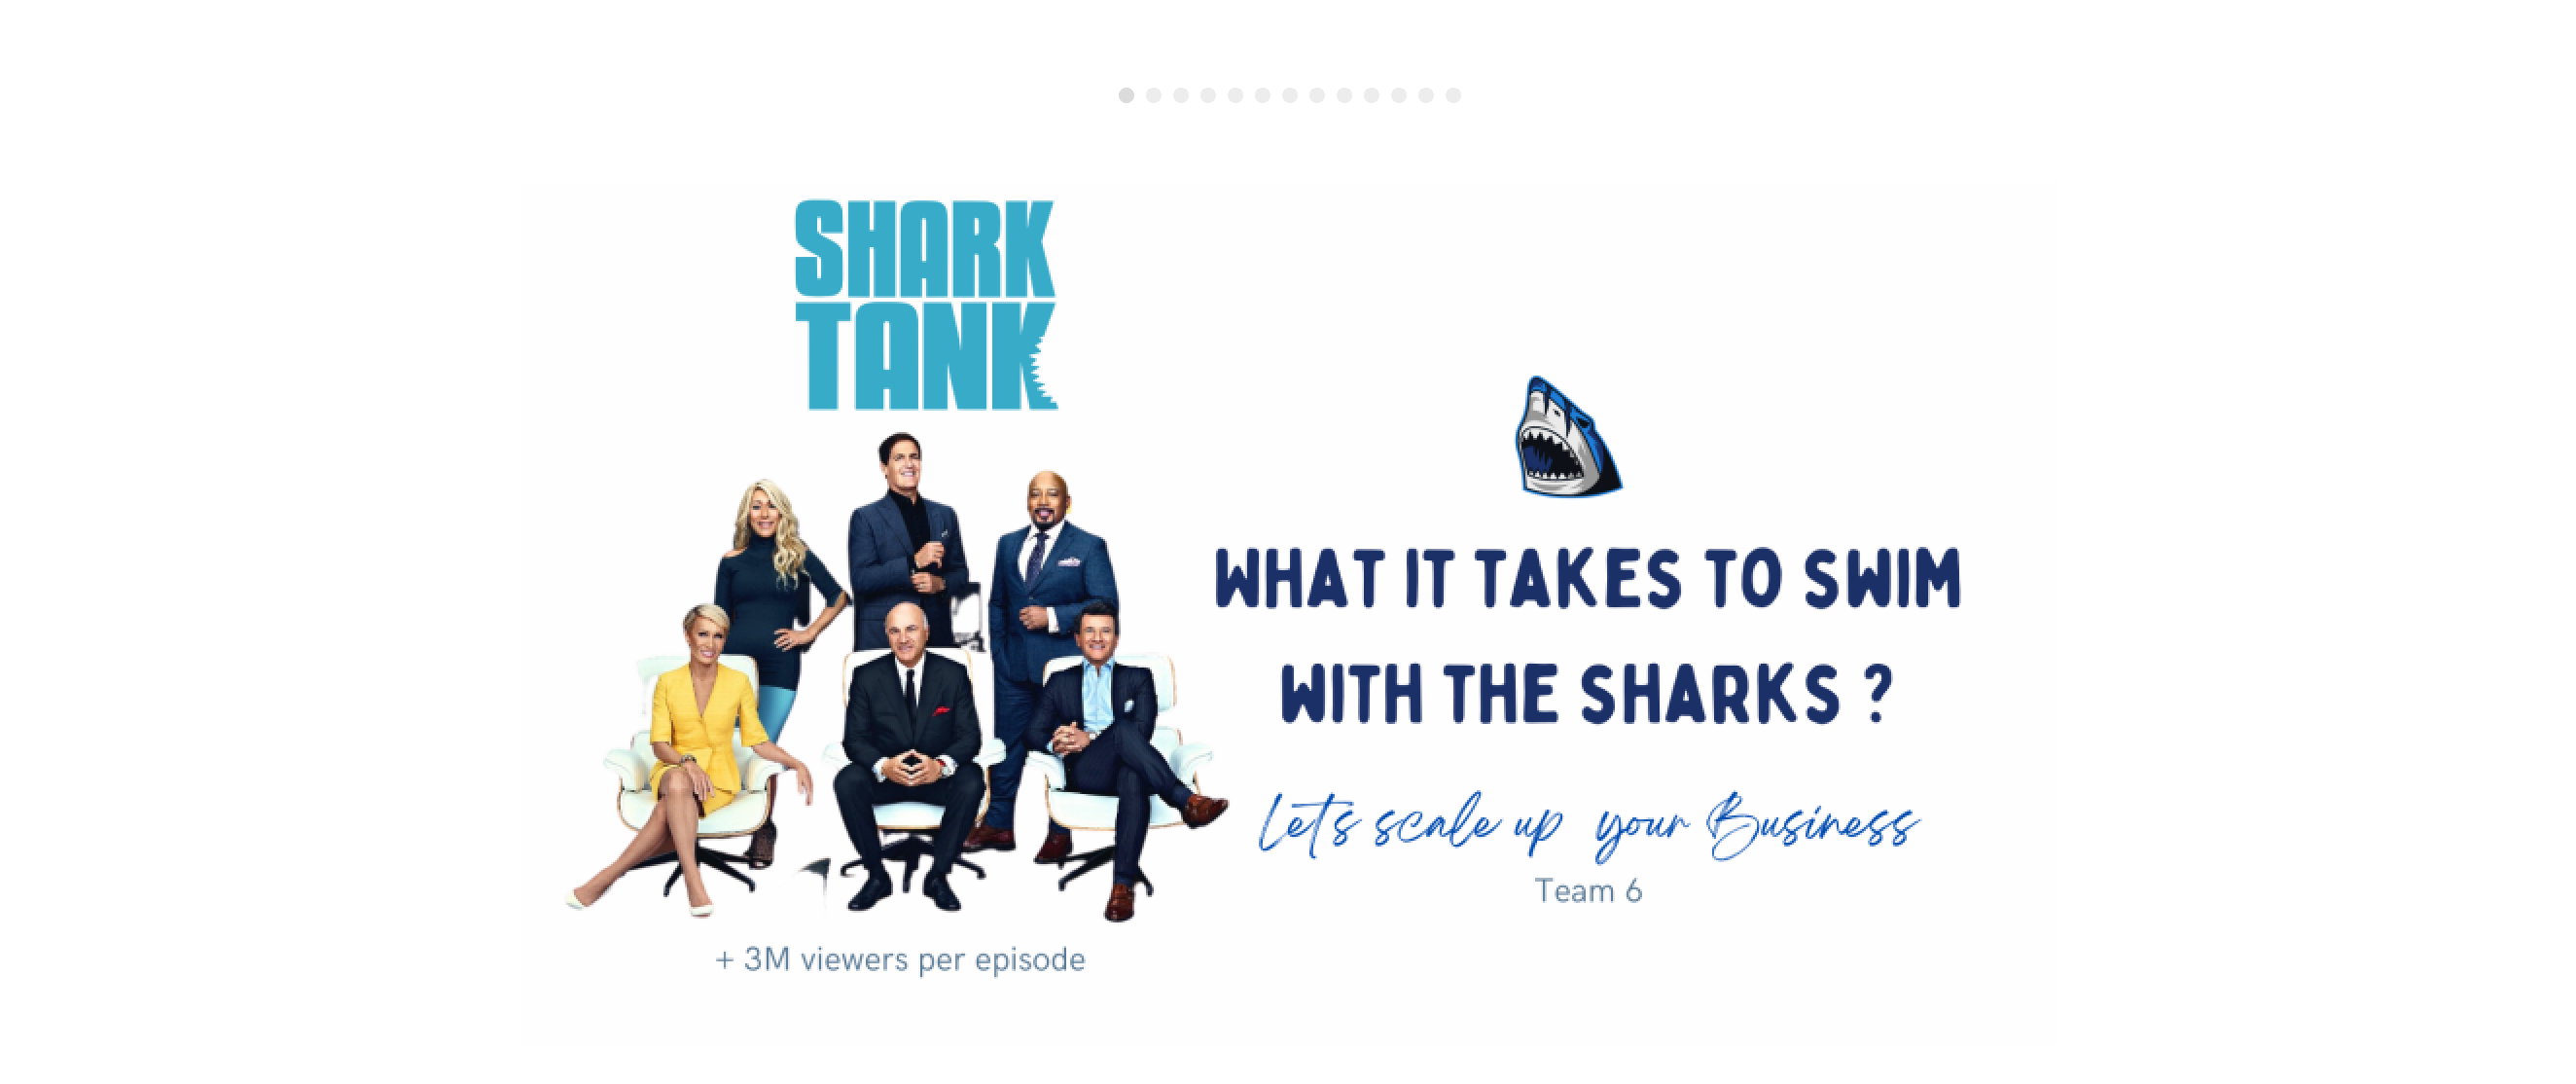 SHARK
TANK
+ 3M viewers per episode
WHAT IT TAKES TO SWIM
WITH THE SHARKS ?
Let's scale up your Business
Team 6